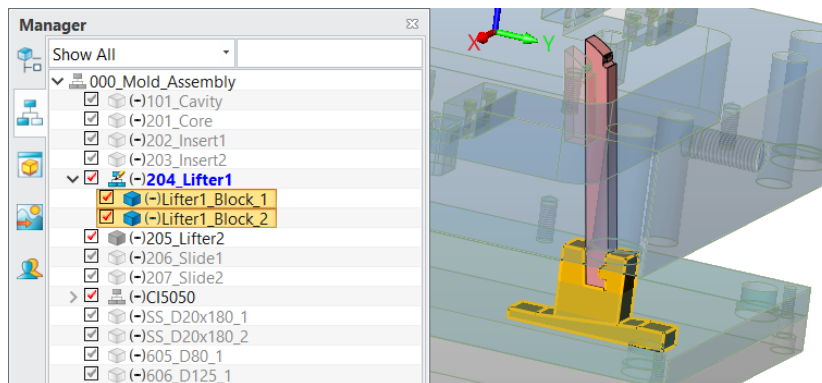 Manager
Show All
000_Mold_Assembly
(-)101_Cavity
(-)201_Core
(-)202_Insert1
(-)203_Insert2
(-)204_Lifter1
(-)Lifter1_Block_1
(-)Lifter1_Block_2
(-)205_Lifter2
(-)206_Slide1
(-)207_Slide2
(-)CI5050
(-)SS_D20x180_1
(-)SS_D20x180_2
(-)605_D80_1
(-)606_D125_1
X
Y